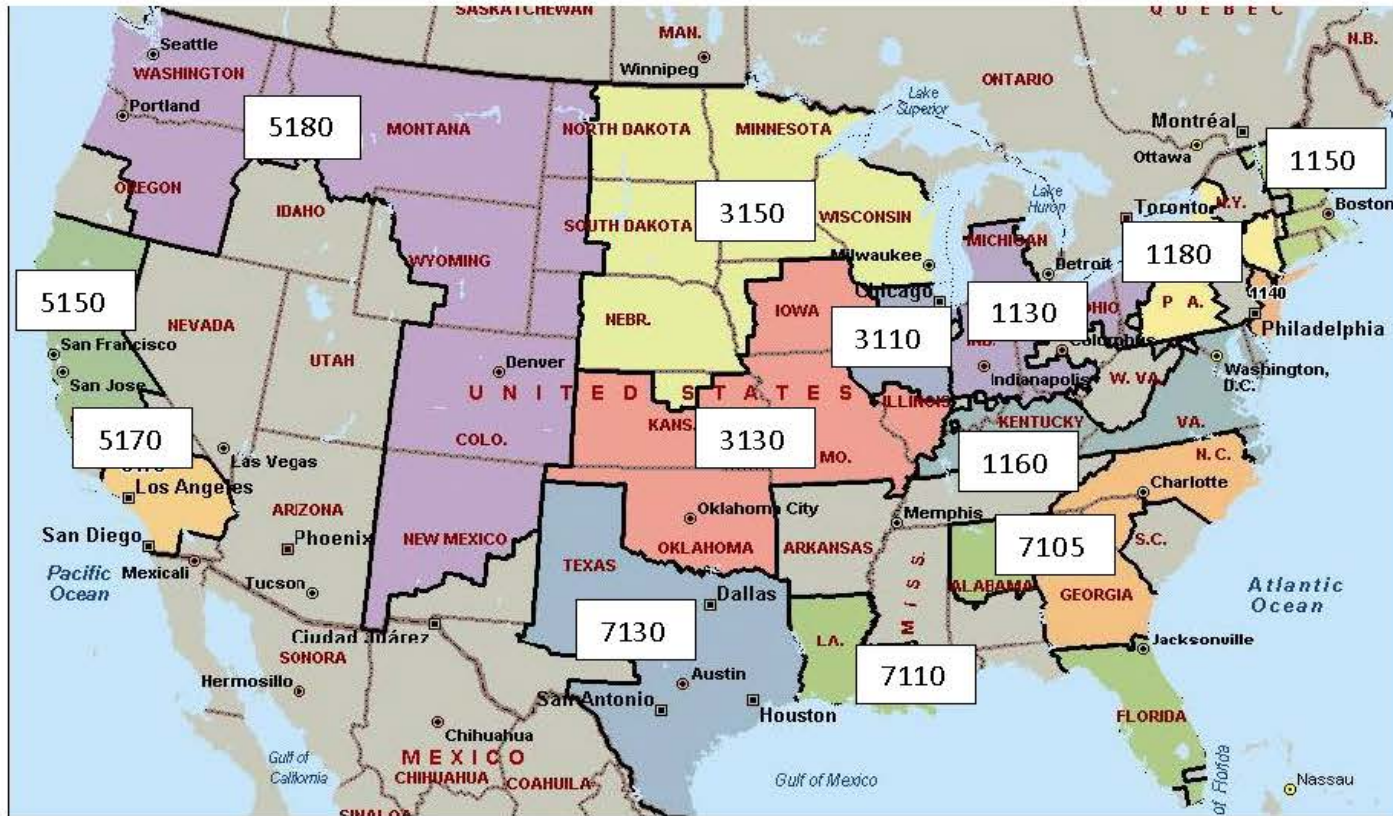 SASKATCHEWAN
MAN.
Winnipeg
ONTARIO
QUEBEC
N.B.
Seattle
WASHINGTON
Portland
5180
MONTANA
NORTH DAKOTA
MINNESOTA
Lake Superior
Montréal
Ottawa
1150
OREGON
IDAHO
SOUTH DAKOTA
3150
WISCONSIN
Lake Huron
Toronto
N.Y.
Boston
MICHIGAN
WYOMING
Milwaukee
Detroit
1180
5150
Chicago
1140
NEVADA
NEBR.
IOWA
1130
OHIO
P A.
Philadelphia
San Francisco
UTAH
Denver
3110
IND.
Columbus
San Jose
UNITED STATES
Indianapolis
W. VA.
Washington, D.C.
ILLINOIS
5170
COLO.
KANS.
3130
MO.
KENTUCKY
VA.
Las Vegas
1160
N.C.
Los Angeles
Charlotte
ARIZONA
Oklahoma City
Memphis
San Diego
Phoenix
NEW MEXICO
TEXAS
OKLAHOMA
ARKANSAS
7105
S.C.
Mexicali
Pacific Ocean
Tucson
Dallas
MISS.
ALABAMA
GEORGIA
Atlantic Ocean
Ciudad Juárez
7130
LA.
Jacksonville
SONORA
Hermosillo
Austin
7110
San Antonio
Houston
Chihuahua
FLORIDA
Gulf of California
MEXICO
CHIHUAHUA
COAHUILA
Gulf of Mexico
of Florida
Nassau
SINALOA